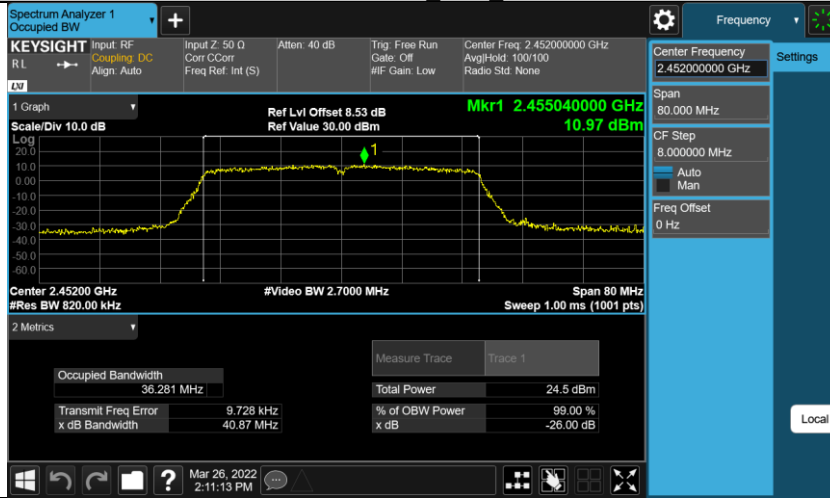 Spectrum Analyzer 1
Occupied BW
+
Frequency
KEYSIGHT
RL
LXI
Input: RF
Coupling: DC
Align: Auto
Input Z: 50 Ω
Corr CCorr
Freq Ref: Int (S)
Atten: 40 dB
Trig: Free Run
Gate: Off
#IF Gain: Low
Center Freq: 2.452000000 GHz
Avg|Hold: 100/100
Radio Std: None
Center Frequency
2.452000000 GHz
Settings
Span
80.000 MHz
CF Step
8.000000 MHz
Auto
Man
Freq Offset
0 Hz
Local
1 Graph
Scale/Div 10.0 dB
Ref Lvl Offset 8.53 dB
Ref Value 30.00 dBm
Mkr1 2.455040000 GHz
10.97 dBm
Log
20.0
10.0
0.00
-10.0
-20.0
-30.0
-40.0
-50.0
-60.0
1
Center 2.45200 GHz
#Res BW 820.00 kHz
#Video BW 2.7000 MHz
Span 80 MHz
Sweep 1.00 ms (1001 pts)
2 Metrics
Measure Trace Trace 1
Occupied Bandwidth
36.281 MHz
Total Power 24.5 dBm
Transmit Freq Error 9.728 kHz
% of OBW Power 99.00 %
x dB Bandwidth 40.87 MHz
x dB -26.00 dB
?
Mar 26, 2022
2:11:13 PM